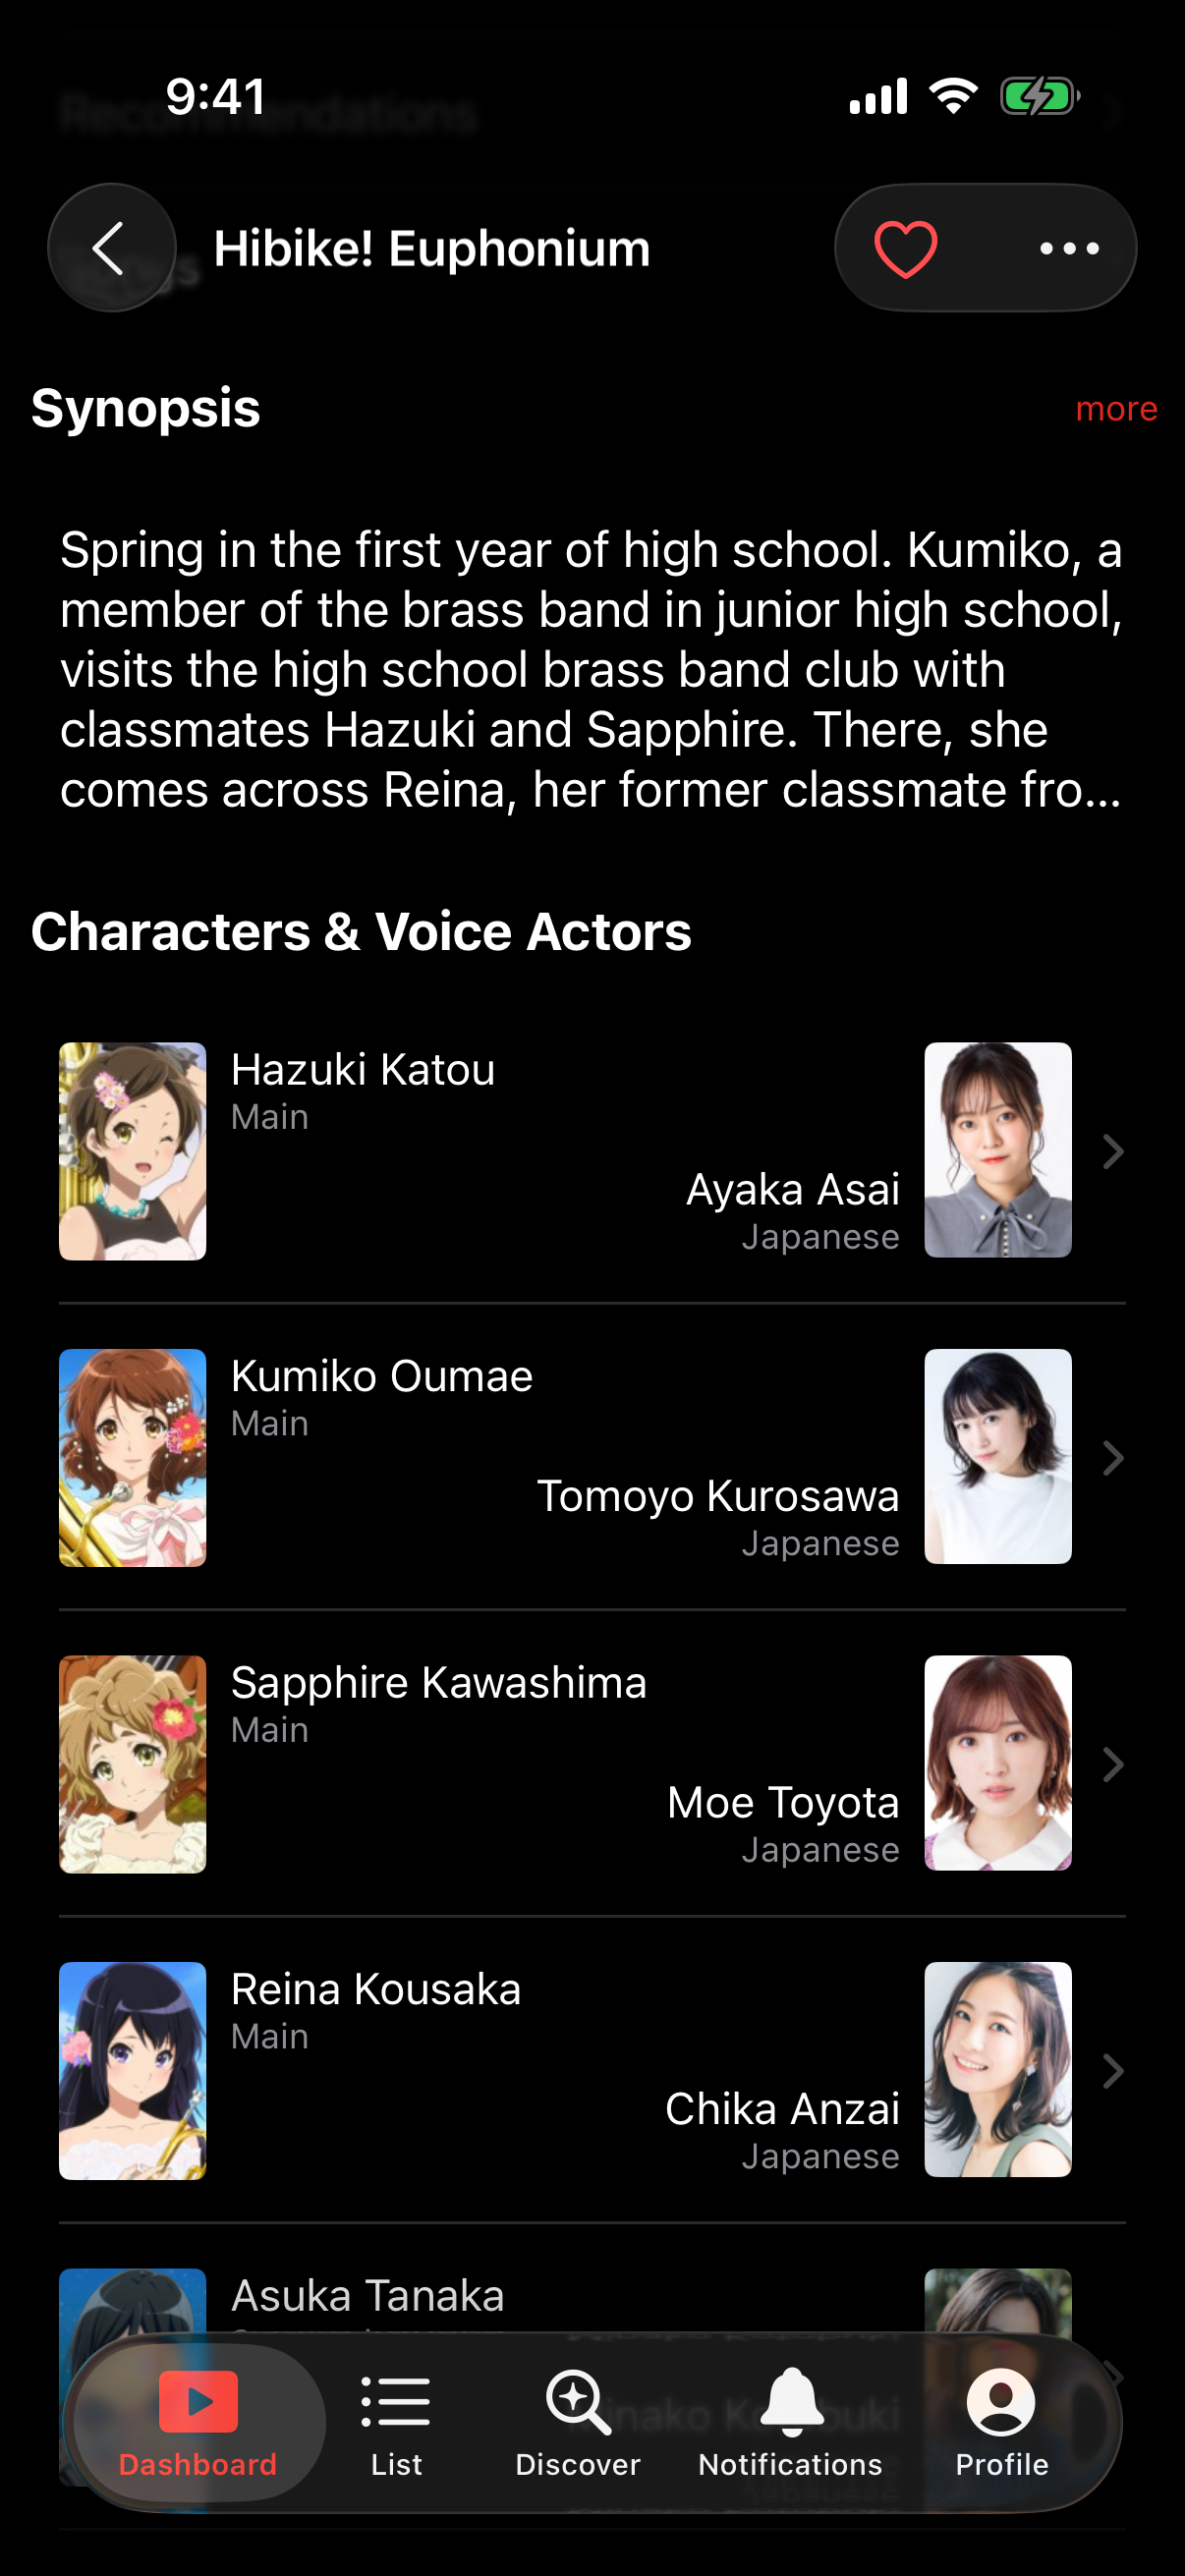 9:41
Recommendations
Hibike! Euphonium
Synopsis
more
Spring in the first year of high school. Kumiko, a
member of the brass band in junior high school,
visits the high school brass band club with
classmates Hazuki and Sapphire. There, she
comes across Reina, her former classmate fro...
Characters & Voice Actors
Hazuki Katou
Main
Ayaka Asai
Japanese
Kumiko Oumae
Main
Tomoyo Kurosawa
Japanese
Sapphire Kawashima
Main
Moe Toyota
Japanese
Reina Kousaka
Main
Chika Anzai
Japanese
Asuka Tanaka
Dashboard
List
Discover
Notifications
Profile